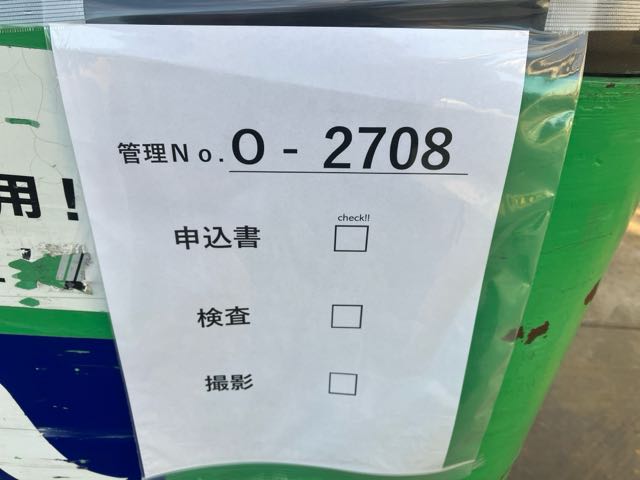 管理No. O - 2708
check!!
申込書 □
検査 □
撮影 □
用！